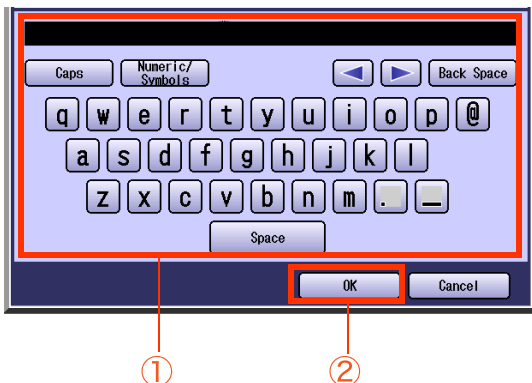 Caps Numeric/ Back Space
Symbols
q w e r t y u i o p @
a s d f g h j k l
z x c v b n m . _
Space
OK Cancel
① ②